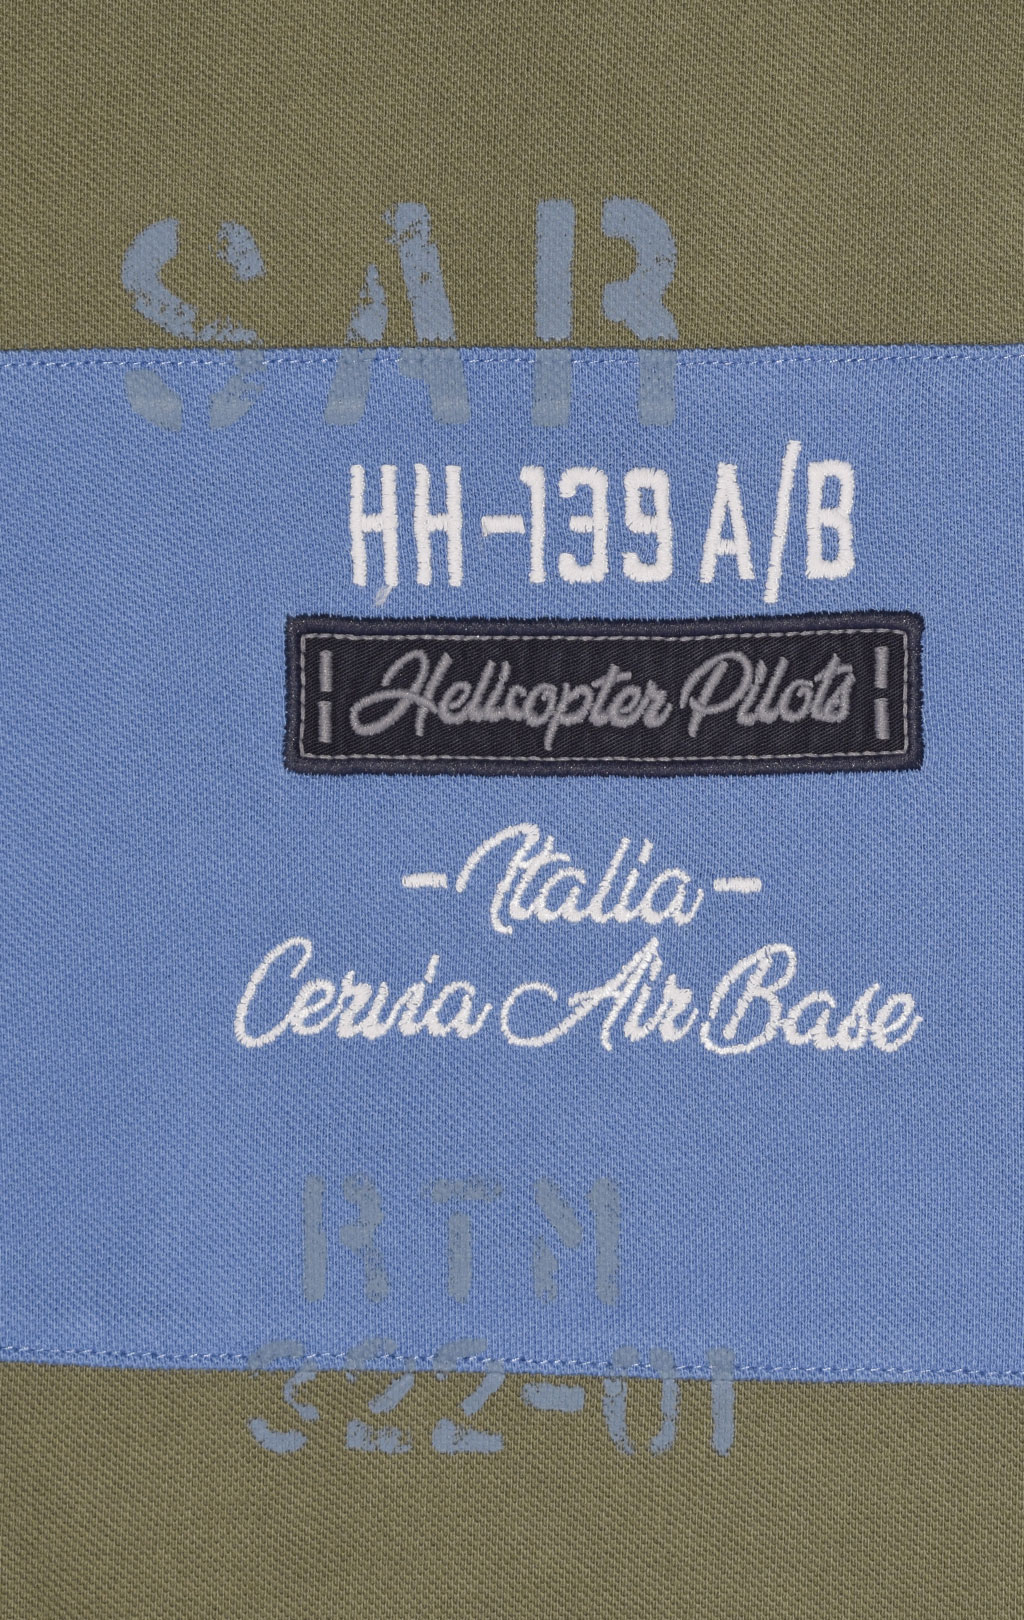 SAR
HH-139 A/B
Helicopter Pilots
-Italia-
Cervia Air Base
RTM
322-01